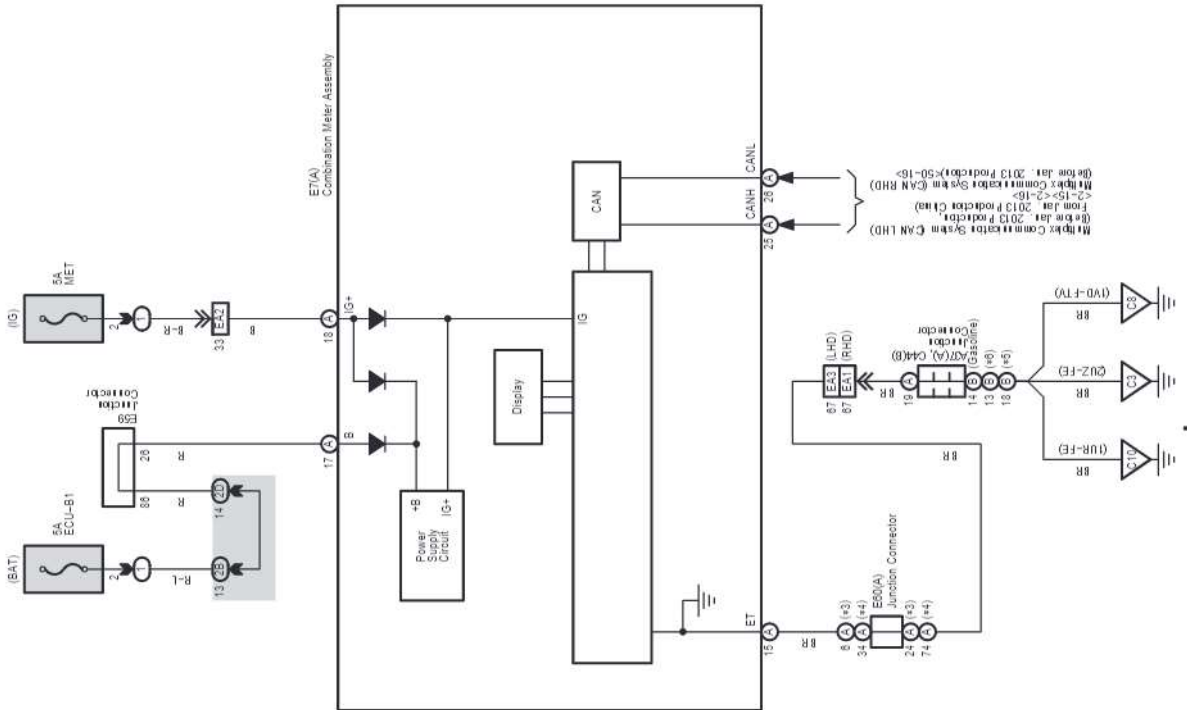 (BAT)
5A
ECU-B1
2
1
R-L
13
2B
14
2D
86
R
26
R
E59
Junction
Connector
(IG)
5A
MET
2
1
B-R
33
EA2
B
18
A
IG+
17
A
B
E7(A)
Combination Meter Assembly
+B
IG+
Power
Supply
Circuit
Display
IG
CAN
CANH
CANL
25
A
26
A
Multiplex Communication System (CAN LHD)
(Before Jan. 2013 Production,
From Jan. 2013 Production China)
<2-15><2-16>
Multiplex Communication System (CAN RHD)
(Before Jan. 2013 Production)<50-16>
ET
15
A
BR
6
A
(*3)
34
A
(*4)
E60(A)
Junction Connector
24
A
(*3)
74
A
(*4)
BR
67
EA3
(LHD)
67
EA1
(RHD)
BR
19
A
A37(A), C44(B)
Junction
Connector
14
B
(Gasoline)
13
B
(*6)
18
B
(*5)
(1UR-FE)
BR
C10
(2UZ-FE)
BR
C3
(1VD-FTV)
BR
C8